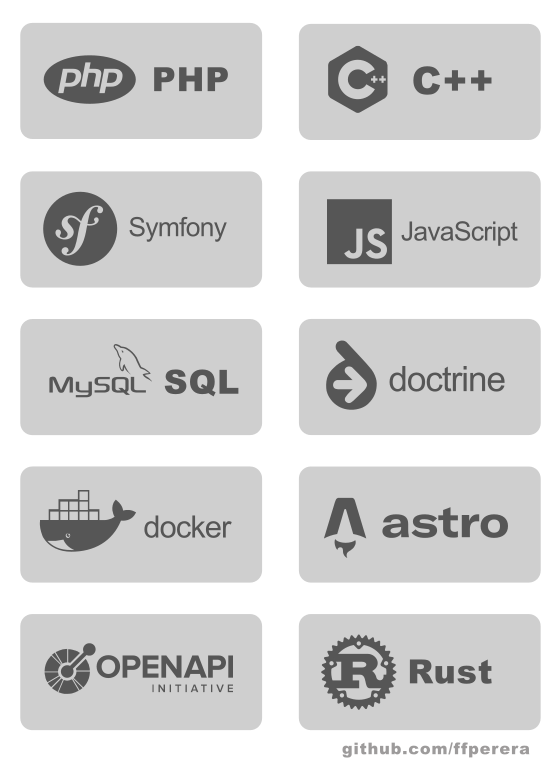 php PHP
C++ C++
sf Symfony
JS JavaScript
MySQL SQL
doctrine
docker
astro
OPENAPI
INITIATIVE
R Rust
github.com/ffperera